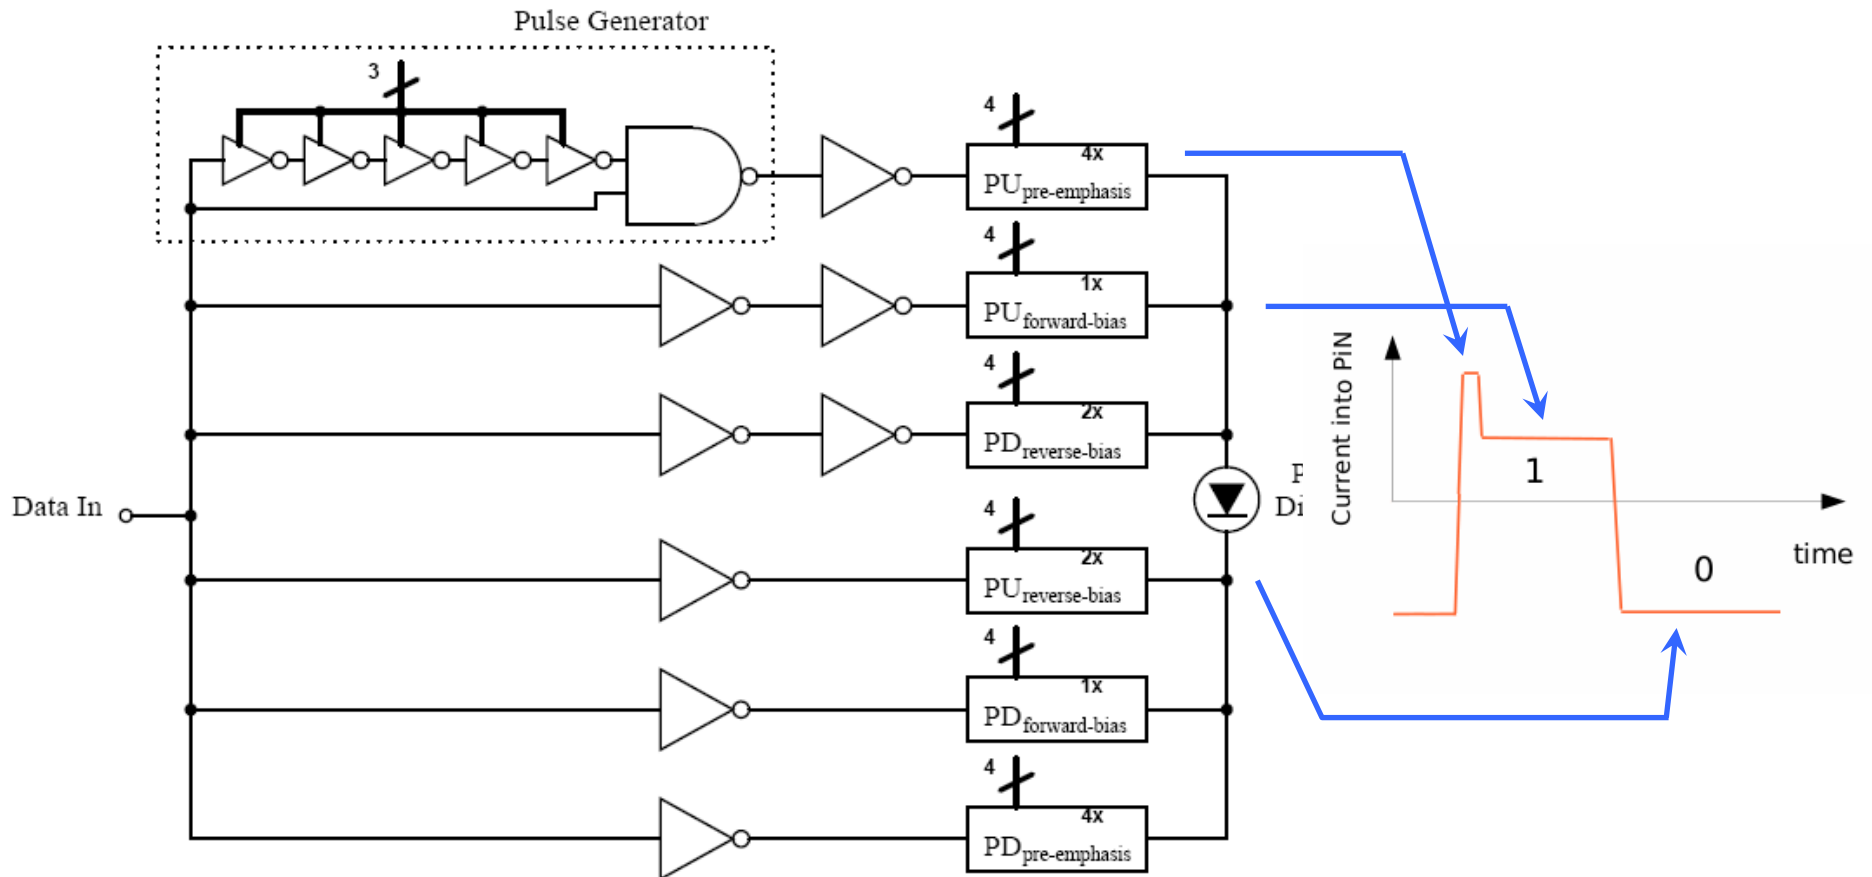 Pulse Generator
3
4
4x
PUpre-emphasis
4
1x
PUforward-bias
4
2x
PDreverse-bias
Data In
4
2x
PUreverse-bias
4
1x
PDforward-bias
4
4x
PDpre-emphasis
P
Di
Current into PiN
1
0
time